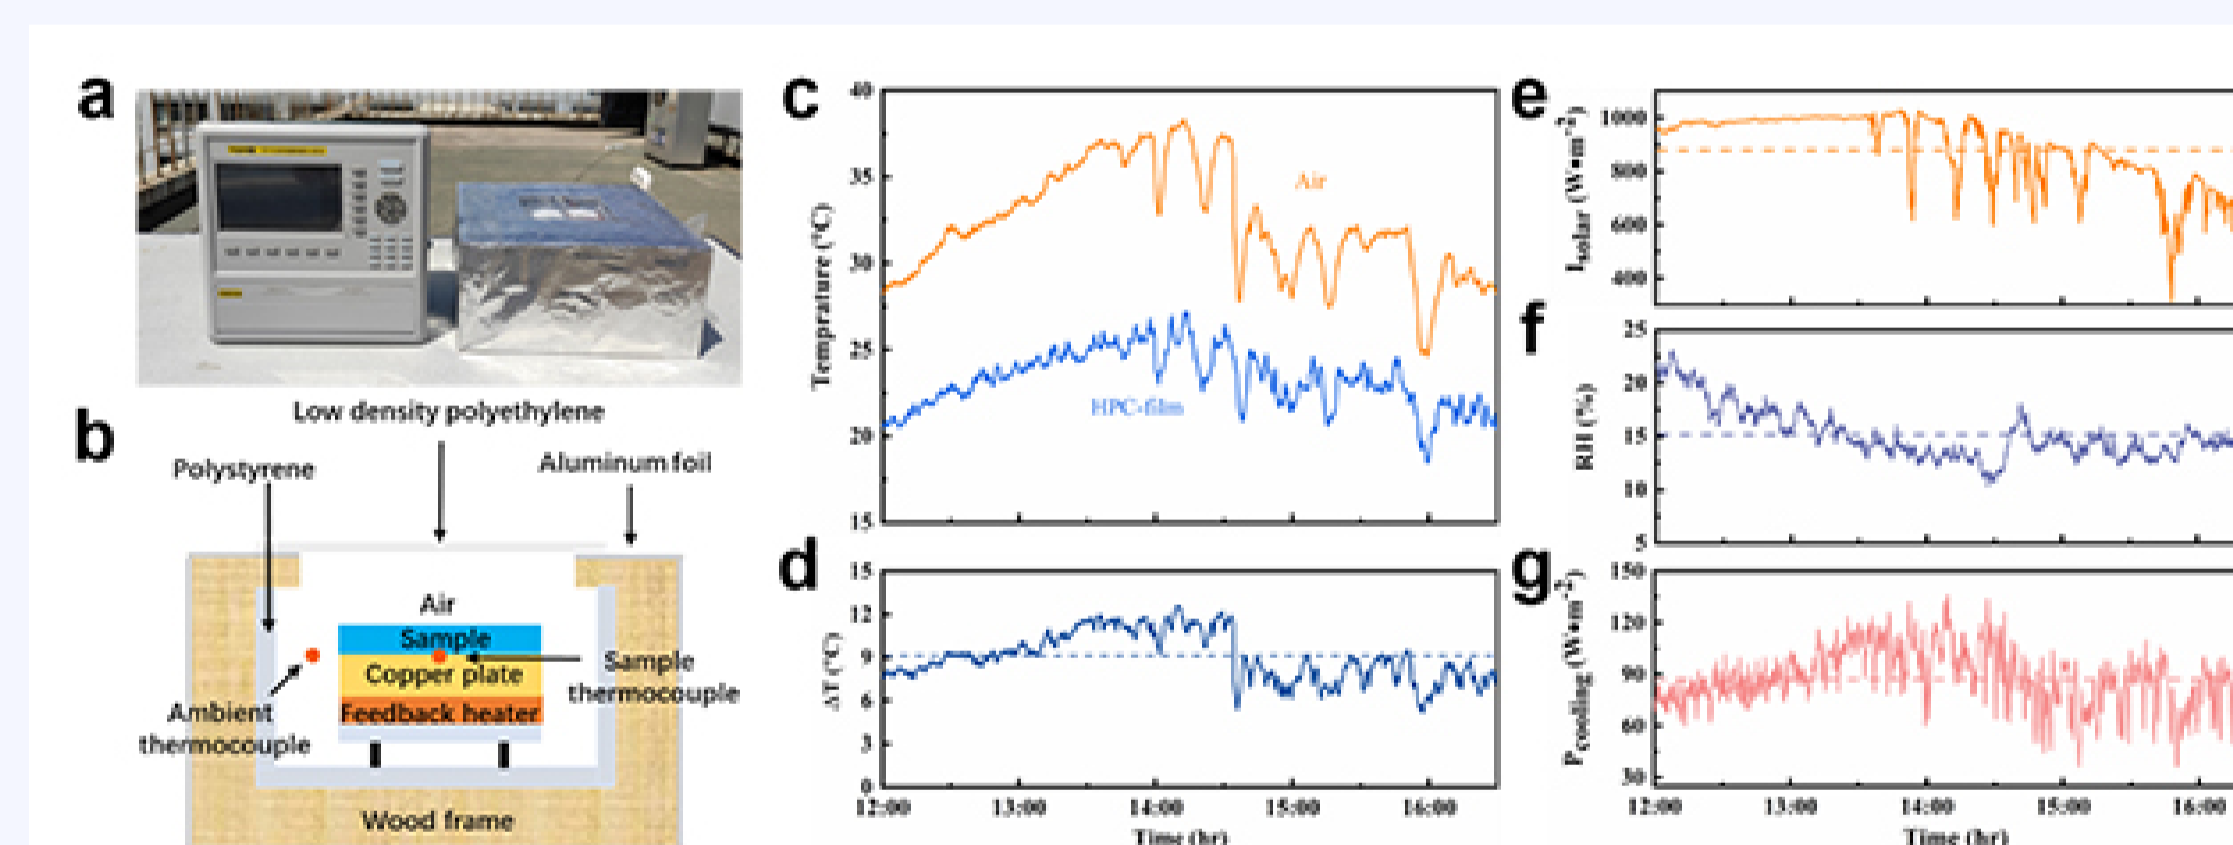 a
b
Low density polyethylene
Polystyrene
Aluminum foil
Air
Sample
Copper plate
Feedback heater
Sample
thermocouple
Ambient
thermocouple
Wood frame
c
Temprature (°C)
40
35
30
25
20
15
Air
HPC-film
d
ΔT (°C)
15
12
9
6
3
0
12:00 13:00 14:00 15:00 16:00
Time (hr)
e
Isolar (W•m-2)
1000
800
600
400
f
RH (%)
25
20
15
10
5
g
Pcooling (W•m-2)
150
120
90
60
30
12:00 13:00 14:00 15:00 16:00
Time (hr)